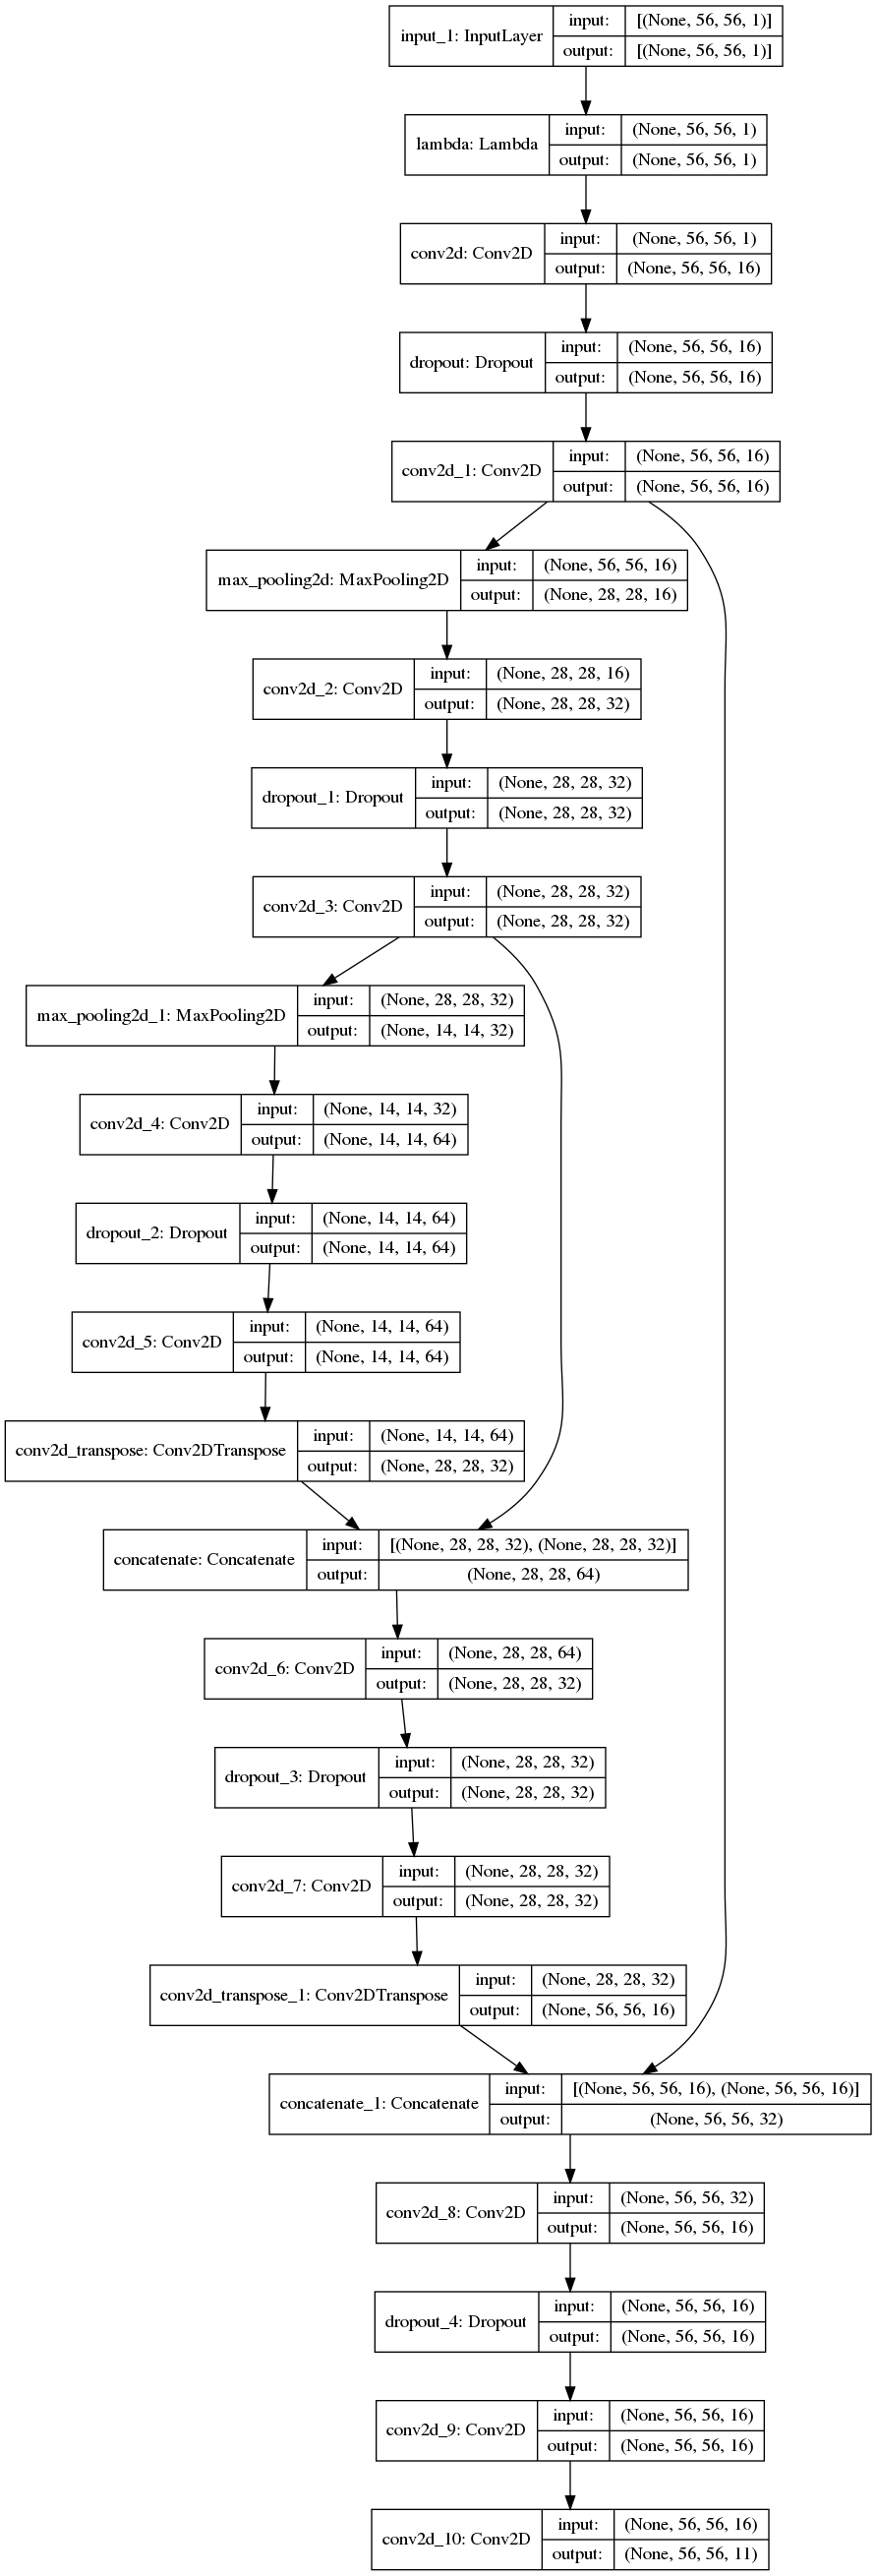 input_1: InputLayer
input: [(None, 56, 56, 1)]
output: [(None, 56, 56, 1)]
lambda: Lambda
input: (None, 56, 56, 1)
output: (None, 56, 56, 1)
conv2d: Conv2D
input: (None, 56, 56, 1)
output: (None, 56, 56, 16)
dropout: Dropout
input: (None, 56, 56, 16)
output: (None, 56, 56, 16)
conv2d_1: Conv2D
input: (None, 56, 56, 16)
output: (None, 56, 56, 16)
max_pooling2d: MaxPooling2D
input: (None, 56, 56, 16)
output: (None, 28, 28, 16)
conv2d_2: Conv2D
input: (None, 28, 28, 16)
output: (None, 28, 28, 32)
dropout_1: Dropout
input: (None, 28, 28, 32)
output: (None, 28, 28, 32)
conv2d_3: Conv2D
input: (None, 28, 28, 32)
output: (None, 28, 28, 32)
max_pooling2d_1: MaxPooling2D
input: (None, 28, 28, 32)
output: (None, 14, 14, 32)
conv2d_4: Conv2D
input: (None, 14, 14, 32)
output: (None, 14, 14, 64)
dropout_2: Dropout
input: (None, 14, 14, 64)
output: (None, 14, 14, 64)
conv2d_5: Conv2D
input: (None, 14, 14, 64)
output: (None, 14, 14, 64)
conv2d_transpose: Conv2DTranspose
input: (None, 14, 14, 64)
output: (None, 28, 28, 32)
concatenate: Concatenate
input: [(None, 28, 28, 32), (None, 28, 28, 32)]
output: (None, 28, 28, 64)
conv2d_6: Conv2D
input: (None, 28, 28, 64)
output: (None, 28, 28, 32)
dropout_3: Dropout
input: (None, 28, 28, 32)
output: (None, 28, 28, 32)
conv2d_7: Conv2D
input: (None, 28, 28, 32)
output: (None, 28, 28, 32)
conv2d_transpose_1: Conv2DTranspose
input: (None, 28, 28, 32)
output: (None, 56, 56, 16)
concatenate_1: Concatenate
input: [(None, 56, 56, 16), (None, 56, 56, 16)]
output: (None, 56, 56, 32)
conv2d_8: Conv2D
input: (None, 56, 56, 32)
output: (None, 56, 56, 16)
dropout_4: Dropout
input: (None, 56, 56, 16)
output: (None, 56, 56, 16)
conv2d_9: Conv2D
input: (None, 56, 56, 16)
output: (None, 56, 56, 16)
conv2d_10: Conv2D
input: (None, 56, 56, 16)
output: (None, 56, 56, 11)